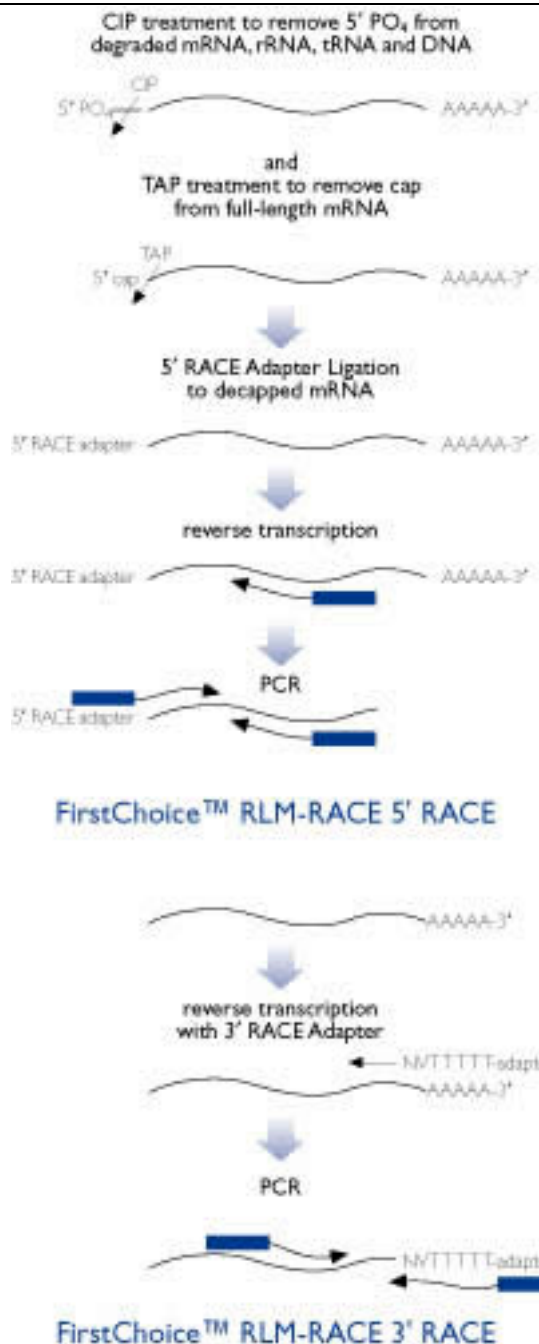 CIP treatment to remove 5′ PO₄ from
degraded mRNA, rRNA, tRNA and DNA
CIP
5′ PO₄ AAAAA-3′
and
TAP treatment to remove cap
from full-length mRNA
TAP
5′ cap AAAAA-3′
5′ RACE Adapter Ligation
to decapped mRNA
5′ RACE adapter AAAAA-3′
reverse transcription
5′ RACE adapter AAAAA-3′
PCR
5′ RACE adapter
FirstChoice™ RLM-RACE 5′ RACE
AAAAA-3′
reverse transcription
with 3′ RACE Adapter
NVTTTTT-adapt
AAAAA-3′
PCR
NVTTTTT-adapt
FirstChoice™ RLM-RACE 3′ RACE